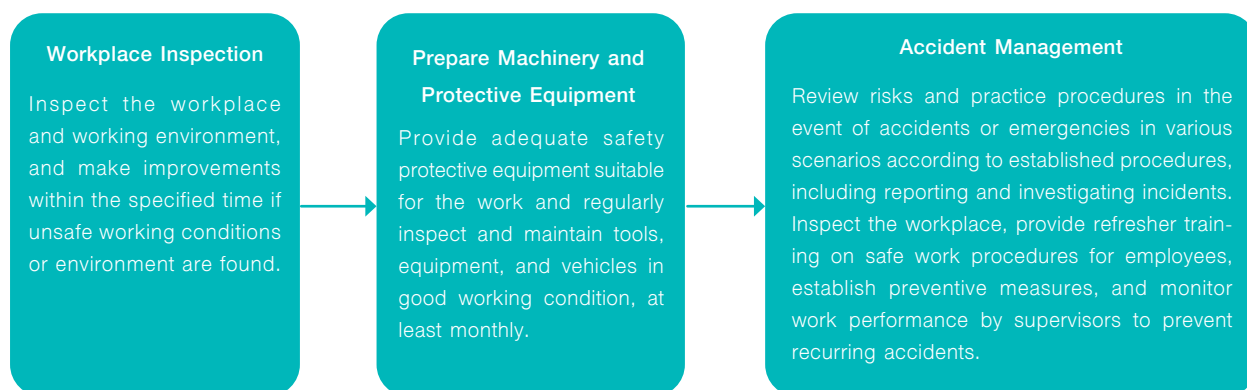 Workplace Inspection
Inspect the workplace
and working environment,
and make improvements
within the specified time if
unsafe working conditions
or environment are found.
Prepare Machinery and
Protective Equipment
Provide adequate safety
protective equipment suitable
for the work and regularly
inspect and maintain tools,
equipment, and vehicles in
good working condition, at
least monthly.
Accident Management
Review risks and practice procedures in the
event of accidents or emergencies in various
scenarios according to established procedures,
including reporting and investigating incidents.
Inspect the workplace, provide refresher train-
ing on safe work procedures for employees,
establish preventive measures, and monitor
work performance by supervisors to prevent
recurring accidents.